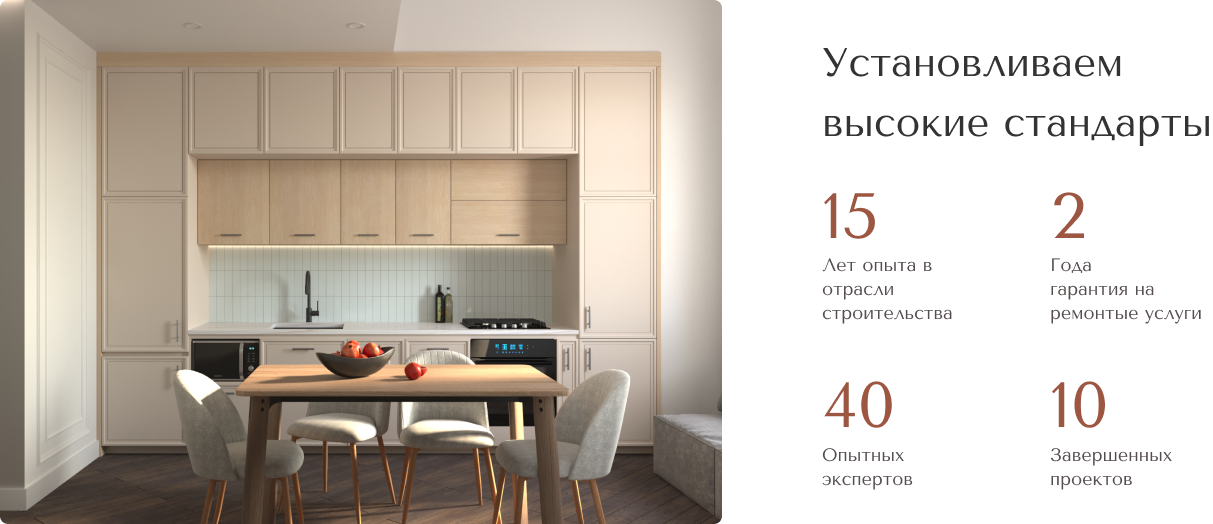 Устанавливаем
высокие стандарты
15
Лет опыта в
отрасли
строительства
2
Года
гарантия на
ремонтые услуги
40
Опытных
экспертов
10
Завершенных
проектов